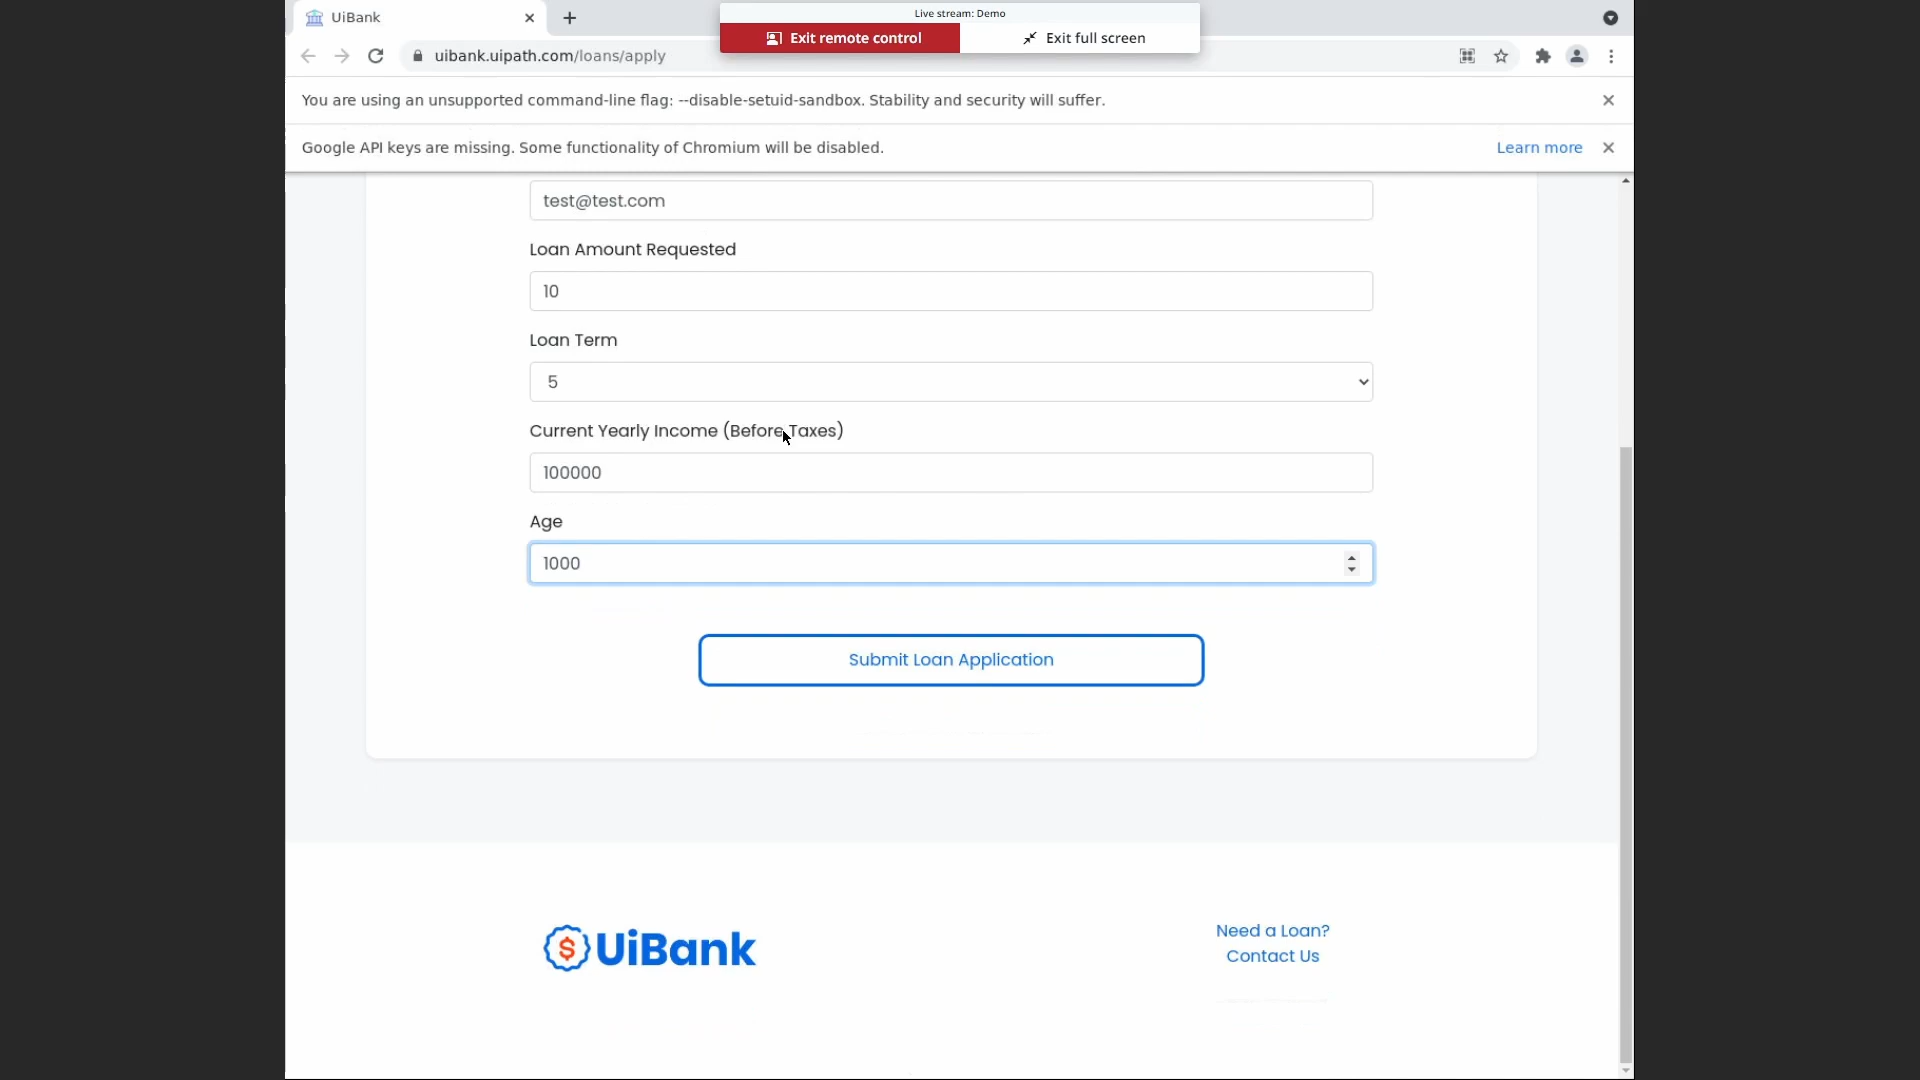 UiBank
Live stream: Demo
Exit remote control
Exit full screen
uibank.uipath.com/loans/apply
You are using an unsupported command-line flag: --disable-setuid-sandbox. Stability and security will suffer.
Google API keys are missing. Some functionality of Chromium will be disabled.
Learn more
test@test.com
Loan Amount Requested
10
Loan Term
5
Current Yearly Income (Before Taxes)
100000
Age
1000
Submit Loan Application
$ UiBank
Need a Loan?
Contact Us